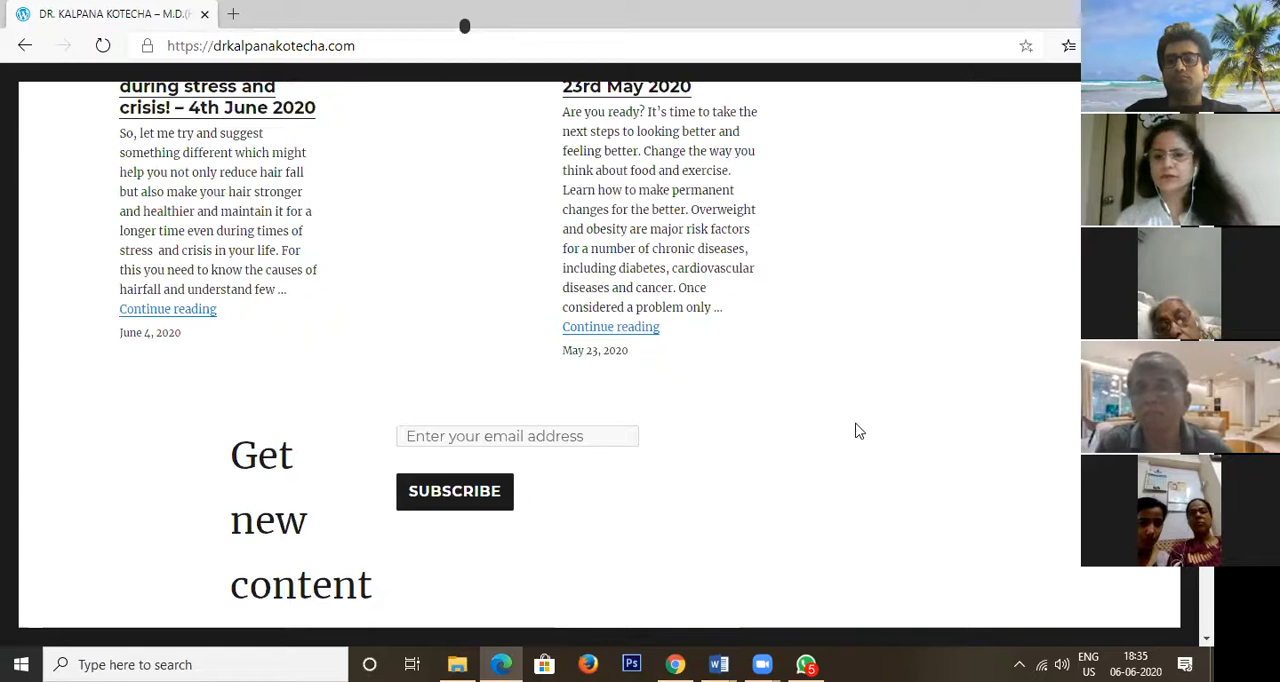 DR. KALPANA KOTECHA – M.D.(
https://drkalpanakotecha.com
during stress and
crisis! – 4th June 2020
So, let me try and suggest
something different which might
help you not only reduce hair fall
but also make your hair stronger
and healthier and maintain it for a
longer time even during times of
stress and crisis in your life. For
this you need to know the causes of
hairfall and understand few ...
Continue reading
June 4, 2020
23rd May 2020
Are you ready? It's time to take the
next steps to looking better and
feeling better. Change the way you
think about food and exercise.
Learn how to make permanent
changes for the better. Overweight
and obesity are major risk factors
for a number of chronic diseases,
including diabetes, cardiovascular
diseases and cancer. Once
considered a problem only ...
Continue reading
May 23, 2020
Get
new
content
Enter your email address
SUBSCRIBE
Type here to search
Ps
W
5
ENG
US
18:35
06-06-2020